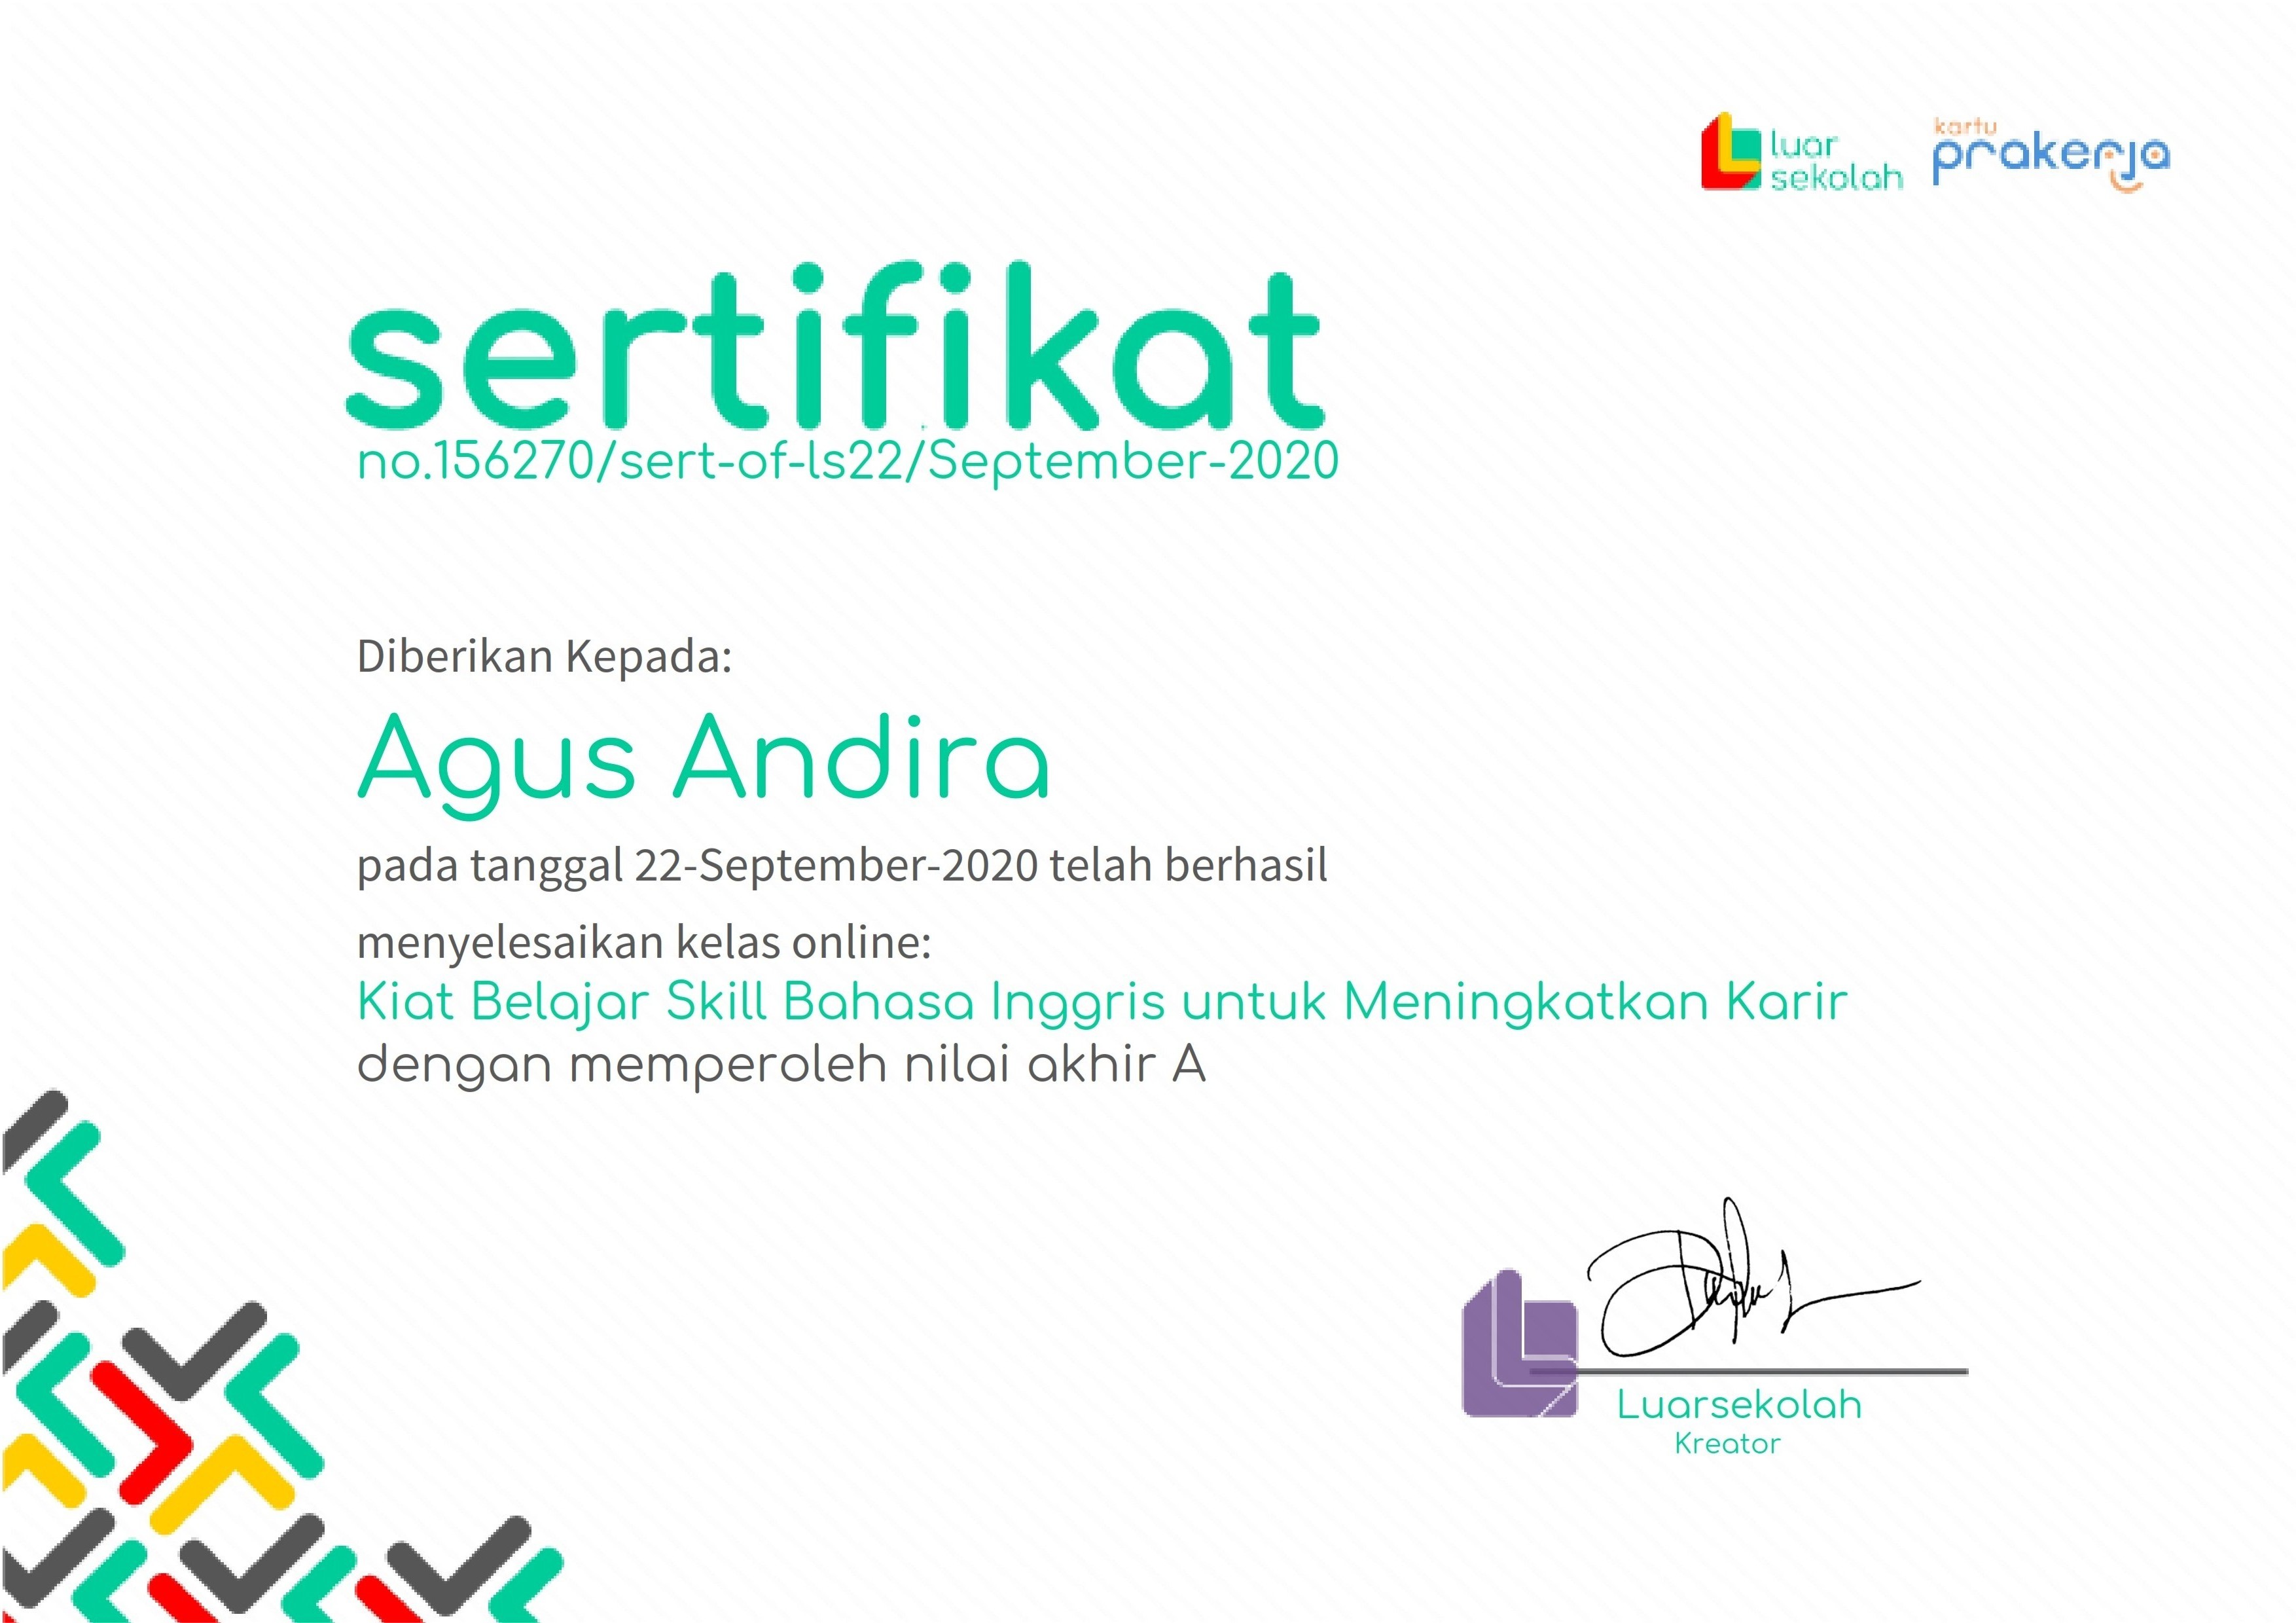 luar
sekolah
kartu
prakerja
sertifikat
no.156270/sert-of-ls22/September-2020
Diberikan Kepada:
Agus Andira
pada tanggal 22-September-2020 telah berhasil
menyelesaikan kelas online:
Kiat Belajar Skill Bahasa Inggris untuk Meningkatkan Karir
dengan memperoleh nilai akhir A
Luarsekolah
Kreator